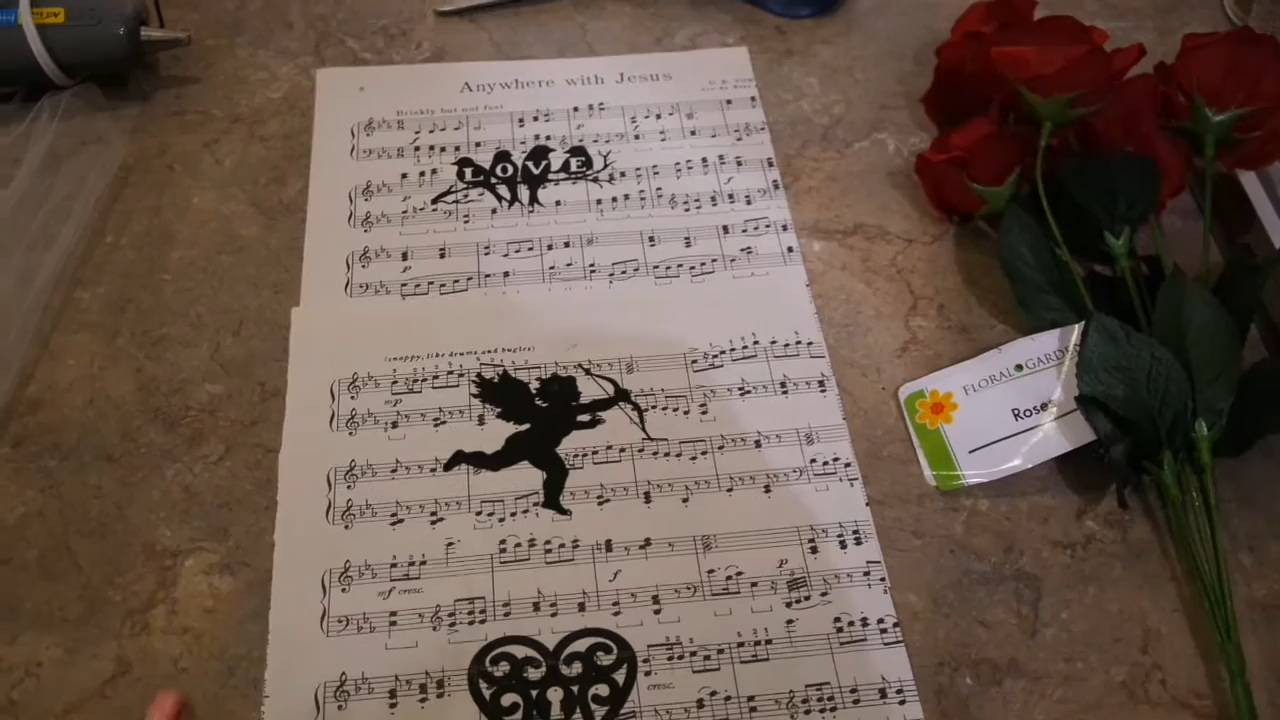 Anywhere with Jesus
Briskly but not fast
LOVE
(snappy, like drums and bugles)
mp
mf cresc.
f
p
cresc.
FLORAL GARDEN
Roses